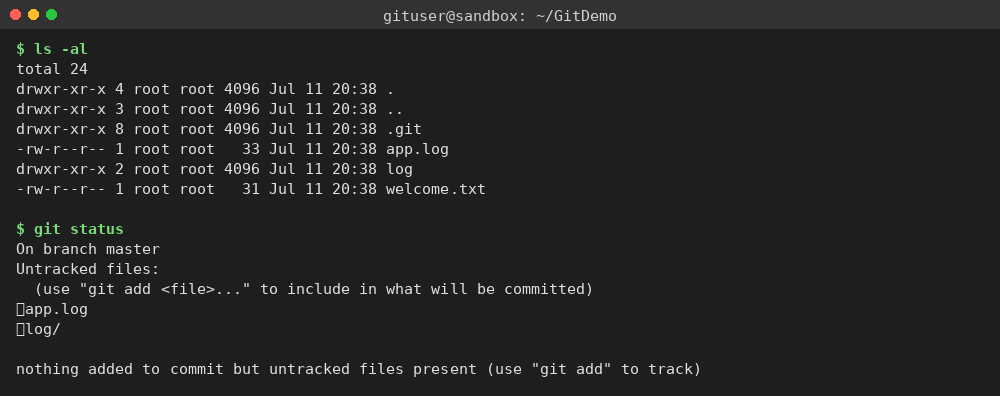 gituser@sandbox: ~/GitDemo
$ ls -al
total 24
drwxr-xr-x 4 root root 4096 Jul 11 20:38 .
drwxr-xr-x 3 root root 4096 Jul 11 20:38 ..
drwxr-xr-x 8 root root 4096 Jul 11 20:38 .git
-rw-r--r-- 1 root root   33 Jul 11 20:38 app.log
drwxr-xr-x 2 root root 4096 Jul 11 20:38 log
-rw-r--r-- 1 root root   31 Jul 11 20:38 welcome.txt
$ git status
On branch master
Untracked files:
  (use "git add <file>..." to include in what will be committed)
▯app.log
▯log/
nothing added to commit but untracked files present (use "git add" to track)